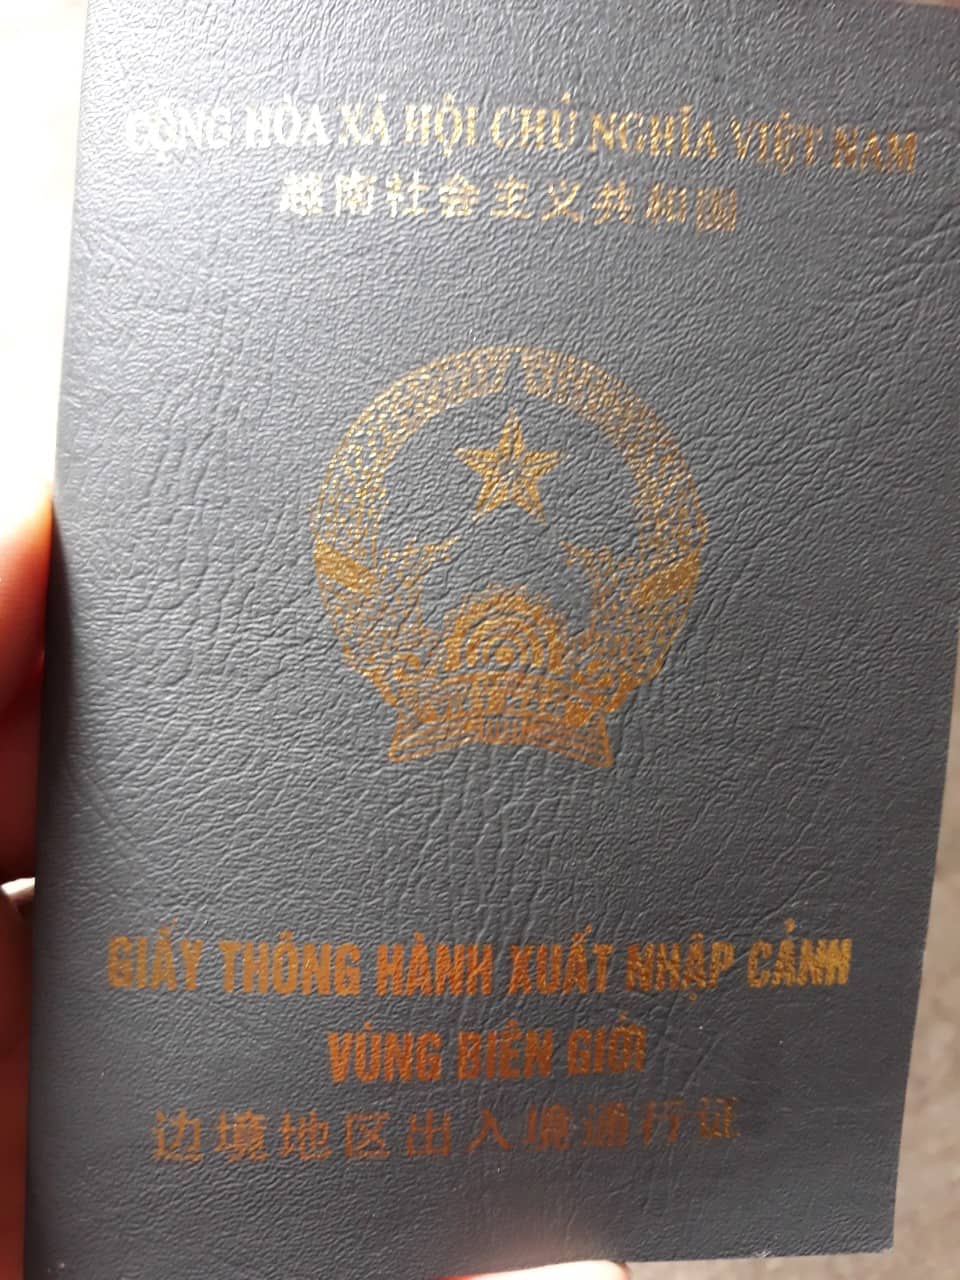 CỘNG HÒA XÃ HỘI CHỦ NGHĨA VIỆT NAM
越南社会主义共和国
GIẤY THÔNG HÀNH XUẤT NHẬP CẢNH
VÙNG BIÊN GIỚI
边境地区出入境通行证